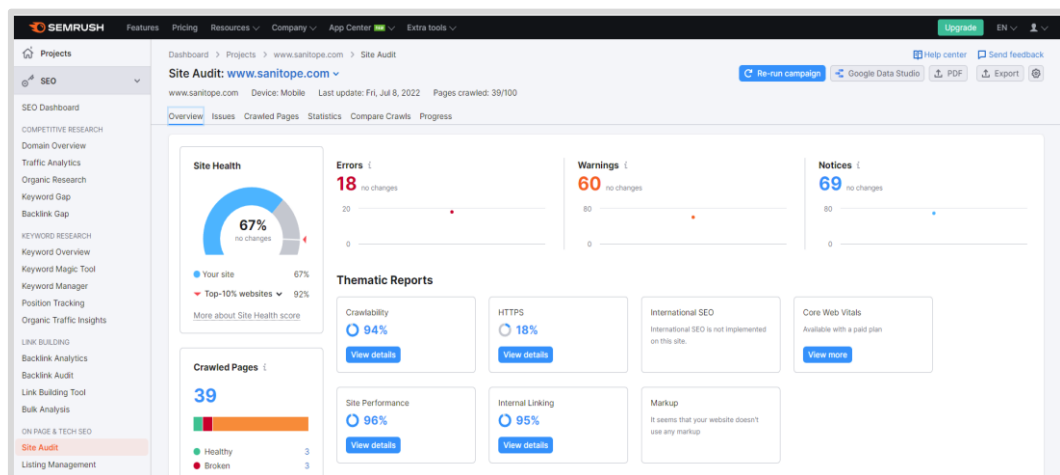 SEMRUSH Features Pricing Resources Company App Center NEW Extra tools Upgrade EN
Projects
SEO
SEO Dashboard
COMPETITIVE RESEARCH
Domain Overview
Traffic Analytics
Organic Research
Keyword Gap
Backlink Gap
KEYWORD RESEARCH
Keyword Overview
Keyword Magic Tool
Keyword Manager
Position Tracking
Organic Traffic Insights
LINK BUILDING
Backlink Analytics
Backlink Audit
Link Building Tool
Bulk Analysis
ON PAGE & TECH SEO
Site Audit
Listing Management
Dashboard > Projects > www.sanitope.com > Site Audit
Help center Send feedback
Site Audit: www.sanitope.com
Re-run campaign Google Data Studio PDF Export
www.sanitope.com Device: Mobile Last update: Fri, Jul 8, 2022 Pages crawled: 39/100
Overview Issues Crawled Pages Statistics Compare Crawls Progress
Site Health
67%
no changes
Your site 67%
Top-10% websites 92%
More about Site Health score
Crawled Pages i
39
Healthy 3
Broken 3
Errors i
18 no changes
20
0
Warnings i
60 no changes
80
0
Notices i
69 no changes
80
0
Thematic Reports
Crawlability
94%
View details
HTTPS
18%
View details
International SEO
International SEO is not implemented
on this site.
Core Web Vitals
Available with a paid plan
View more
Site Performance
96%
View details
Internal Linking
95%
View details
Markup
It seems that your website doesn't
use any markup